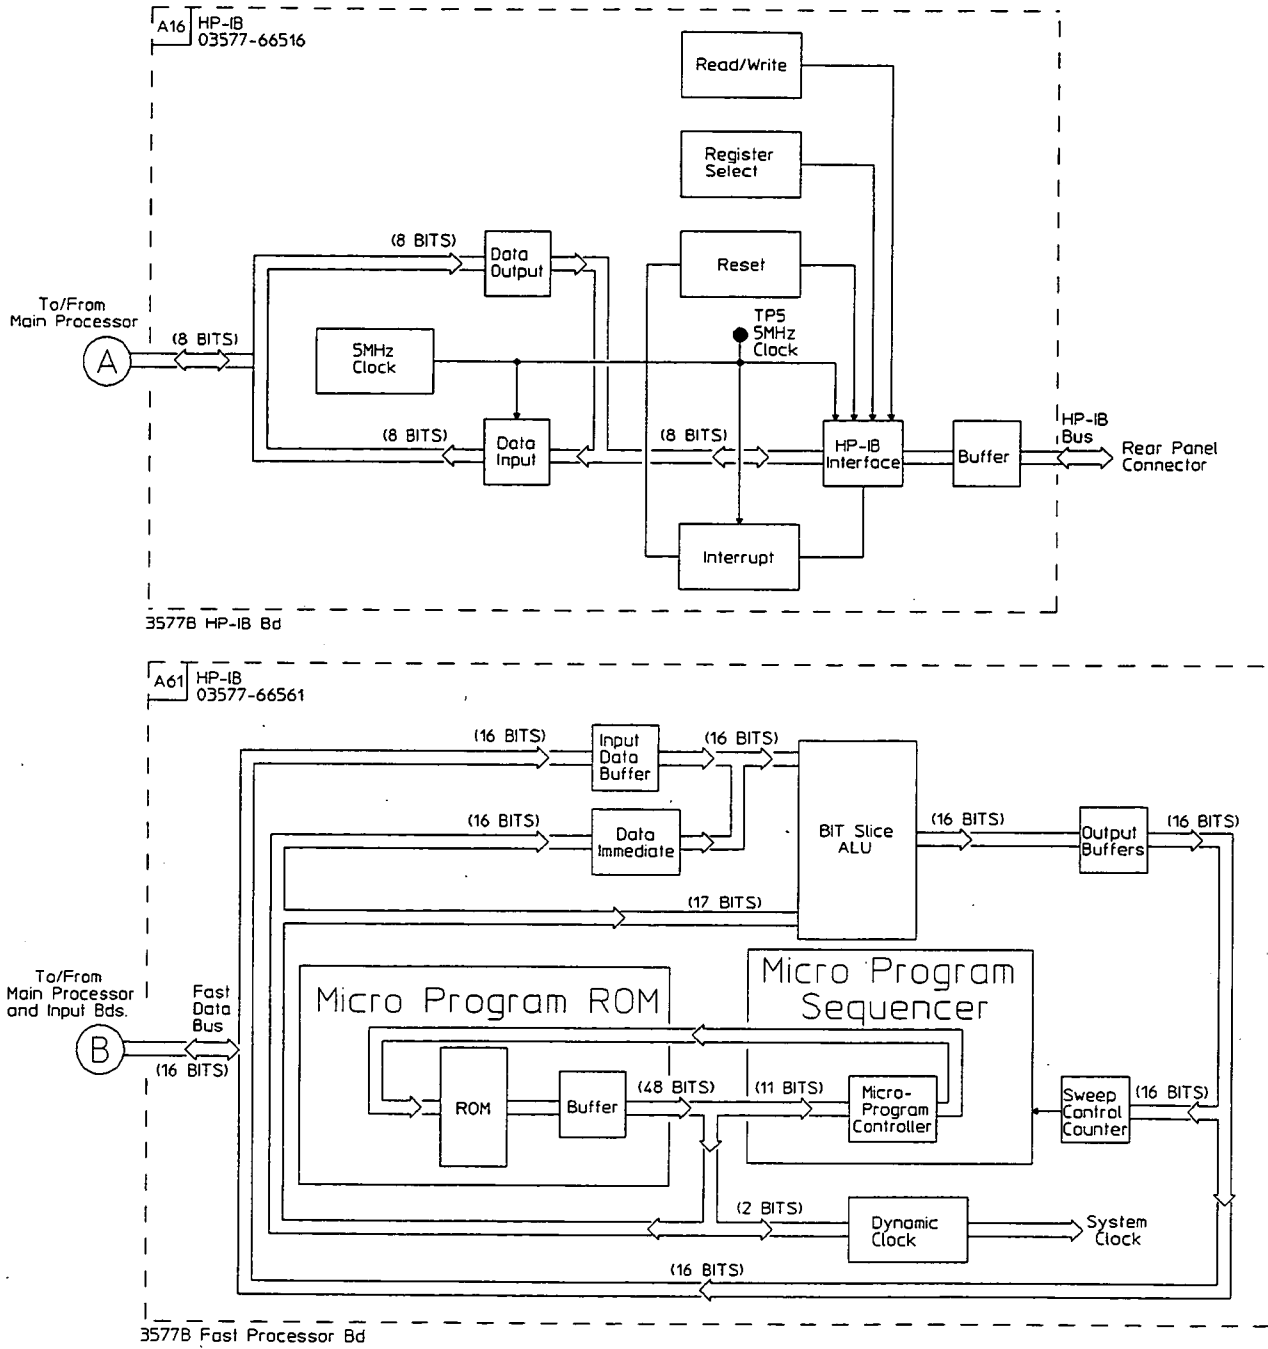 A16
HP-IB
03577-66516
Read/Write
Register
Select
(8 BITS)
Data
Output
Reset
To/From
Main Processor
A
(8 BITS)
5MHz
Clock
TP5
5MHz
Clock
(8 BITS)
Data
Input
(8 BITS)
HP-IB
Interface
Buffer
HP-IB
Bus
Rear Panel
Connector
Interrupt
3577B HP-IB Bd
A61
HP-IB
03577-66561
(16 BITS)
Input
Data
Buffer
(16 BITS)
(16 BITS)
Data
Immediate
BIT Slice
ALU
(16 BITS)
Output
Buffers
(16 BITS)
(17 BITS)
To/From
Main Processor
and Input Bds.
B
Fast
Data
Bus
(16 BITS)
Micro Program ROM
Micro Program
Sequencer
ROM
Buffer
(48 BITS)
(11 BITS)
Micro-
Program
Controller
Sweep
Control
Counter
(16 BITS)
(2 BITS)
Dynamic
Clock
System
Clock
(16 BITS)
3577B Fast Processor Bd